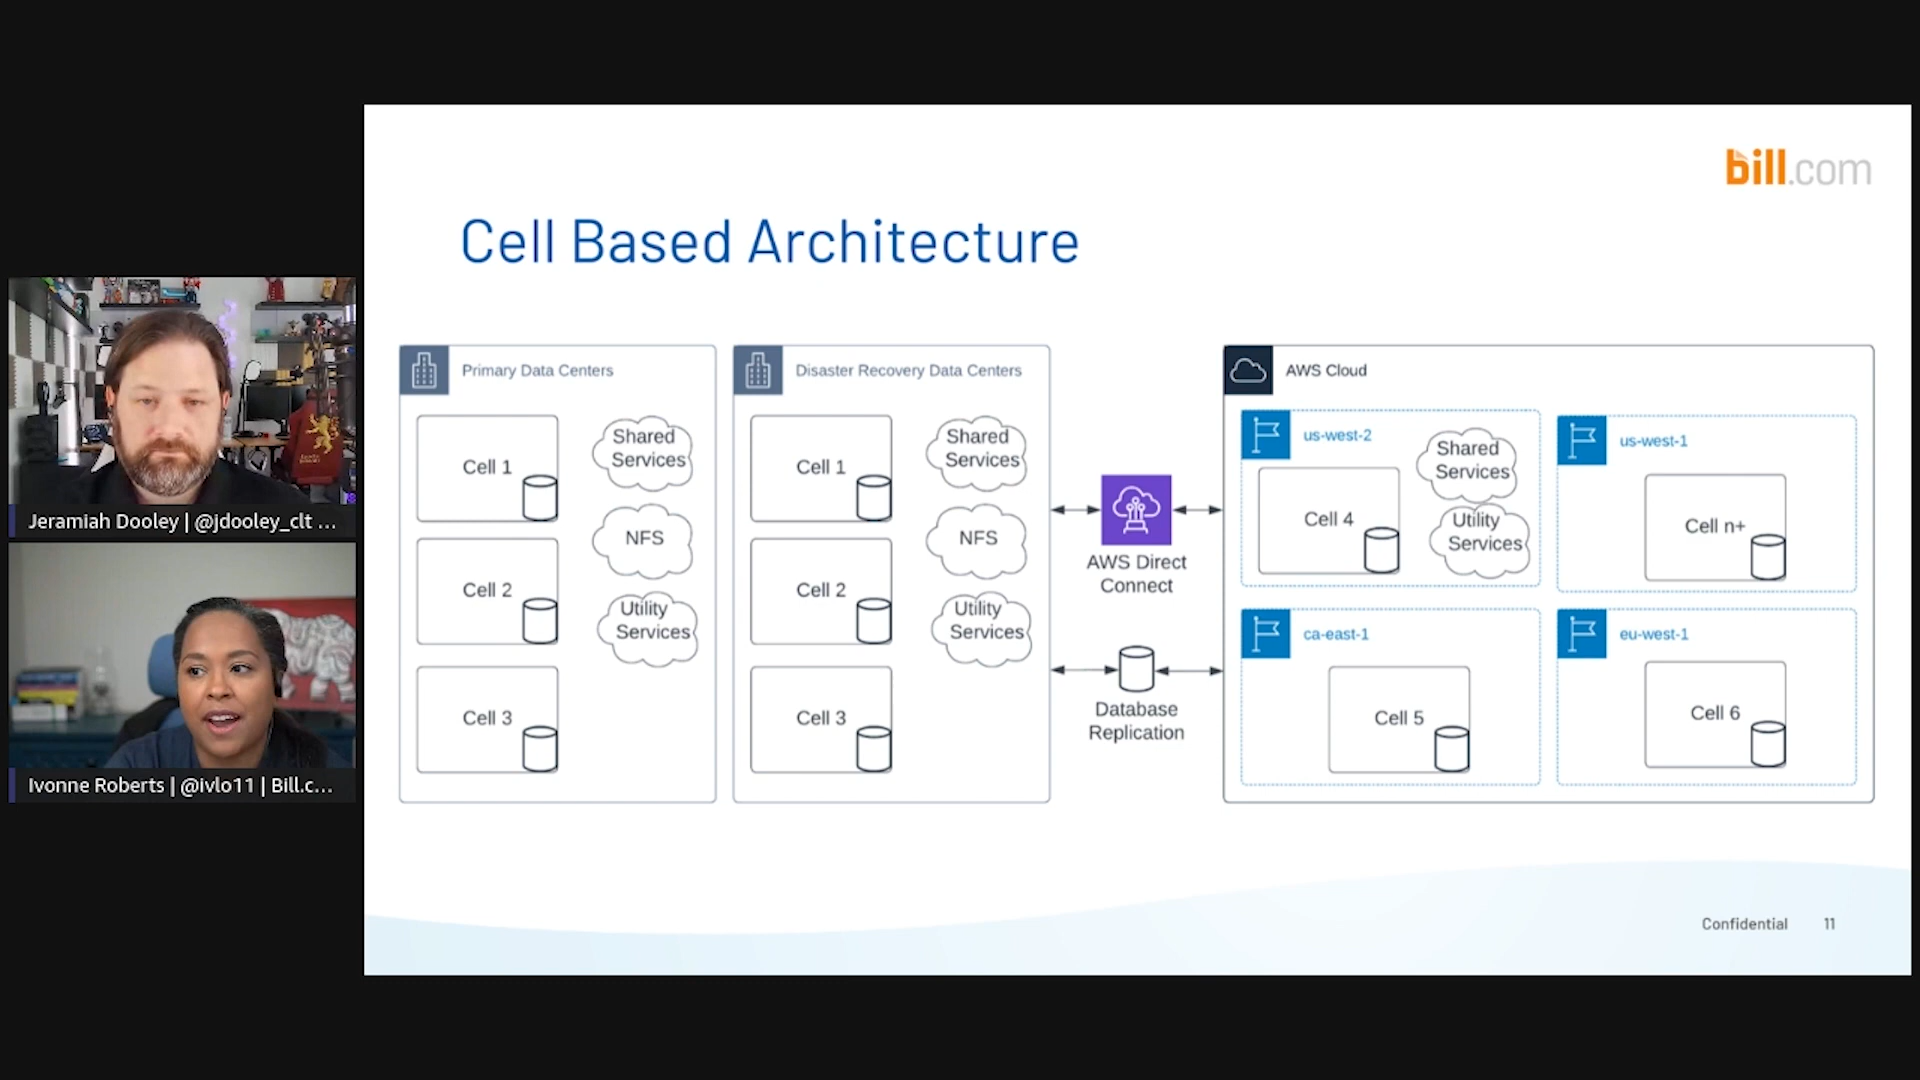 bill.com
Cell Based Architecture
Jeramiah Dooley | @jdooley_clt ...
Ivonne Roberts | @ivlo11 | Bill.c...
Primary Data Centers
Cell 1
Cell 2
Cell 3
Shared
Services
NFS
Utility
Services
Disaster Recovery Data Centers
Cell 1
Cell 2
Cell 3
Shared
Services
NFS
Utility
Services
AWS Direct
Connect
Database
Replication
AWS Cloud
us-west-2
Cell 4
Shared
Services
Utility
Services
us-west-1
Cell n+
ca-east-1
Cell 5
eu-west-1
Cell 6
Confidential 11